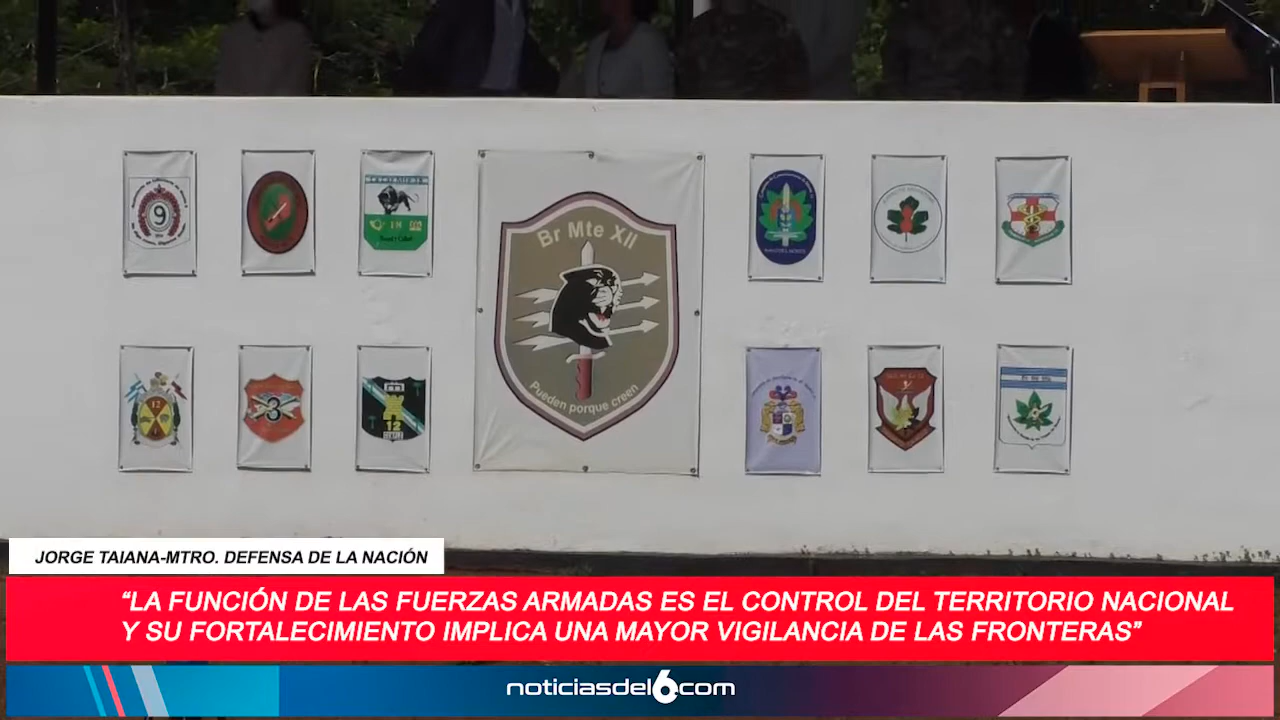 9
Br Mte XII
Pueden porque creen
12
3
12
JORGE TAIANA-MTRO. DEFENSA DE LA NACIÓN
“LA FUNCIÓN DE LAS FUERZAS ARMADAS ES EL CONTROL DEL TERRITORIO NACIONAL
Y SU FORTALECIMIENTO IMPLICA UNA MAYOR VIGILANCIA DE LAS FRONTERAS”
noticiasdel6.com